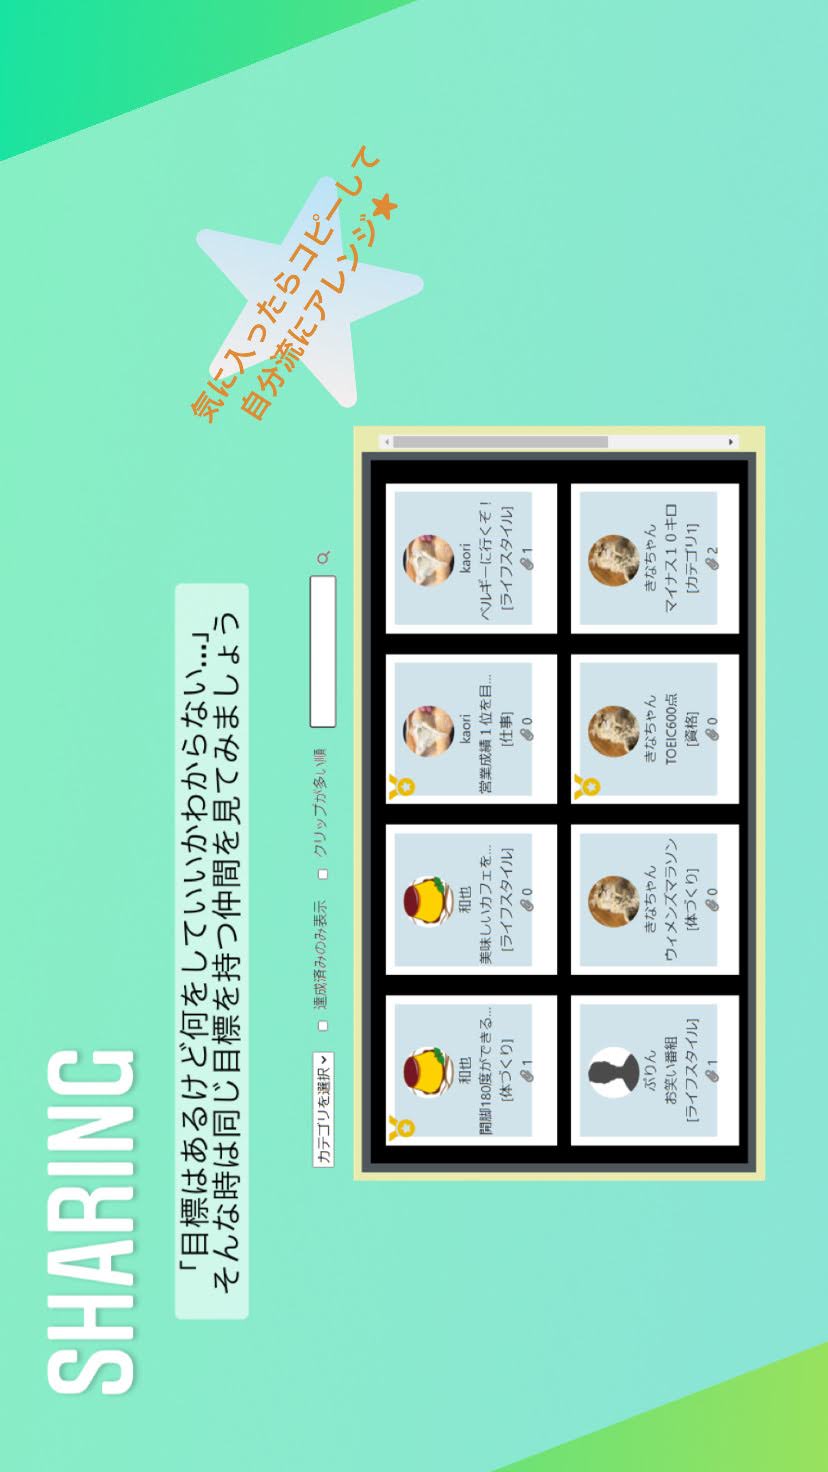 SHARING
「目標はあるけど何をしていいかわからない...」
そんな時は同じ目標を持つ仲間を見てみましょう
気に入ったらコピーして
自分流にアレンジ★
カテゴリを選択
達成済みのみ表示
クリップが多い順
和也
開脚180度ができる...
[体づくり]
1
和也
美味しいカフェを...
[ライフスタイル]
0
kaori
営業成績１位を目...
[仕事]
0
kaori
ベルギーに行くぞ！
[ライフスタイル]
1
ぷりん
お笑い番組
[ライフスタイル]
1
きなちゃん
ウィメンズマラソン
[体づくり]
0
きなちゃん
TOEIC600点
[資格]
0
きなちゃん
マイナス１０キロ
[カテゴリ1]
2